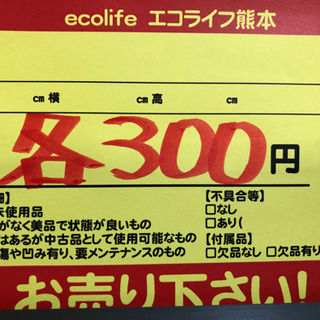 ecolife エコライフ熊本
cm 横 cm 高 cm
各300円
】
未使用品
がなく美品で状態が良いもの
はあるが中古品として使用可能なもの
傷や凹み有り、要メンテナンスのもの
【不具合等】
□なし
□あり(
【付属品】
□欠品なし □欠品有り
お売り下さい!